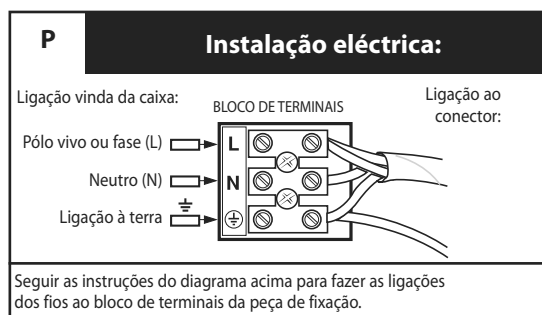 P
Instalação eléctrica:
Ligação vinda da caixa:
BLOCO DE TERMINAIS
Ligação ao
conector:
Pólo vivo ou fase (L)
L
Neutro (N)
N
Ligação à terra
Seguir as instruções do diagrama acima para fazer as ligações
dos fios ao bloco de terminais da peça de fixação.